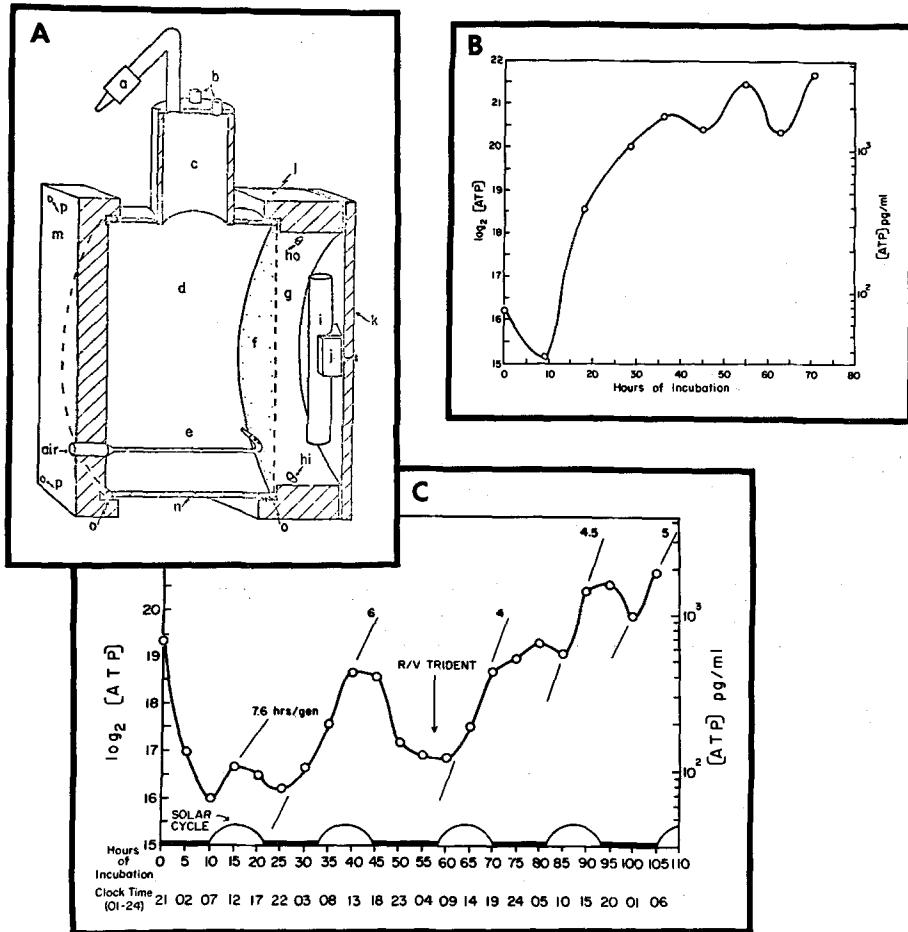 A
a
b
c
l
p
m
ho
d
g
i
k
f
j
e
air
hi
p
n
o
o
B
22
21
20
19
18
17
16
15
log₂ [ATP]
10³
10²
[ATP] pg/ml
0 10 20 30 40 50 60 70 80
Hours of Incubation
C
4.5
5
20
6
4
10³
19
R/V TRIDENT
18
7.6 hrs/gen
17
10²
16
SOLAR
CYCLE
15
log₂ [ATP]
[ATP] pg/ml
Hours
of
Incubation
0 5 10 15 20 25 30 35 40 45 50 55 60 65 70 75 80 85 90 95 100 105 110
Clock Time
(01-24)
21 02 07 12 17 22 03 08 13 18 23 04 09 14 19 24 05 10 15 20 01 06